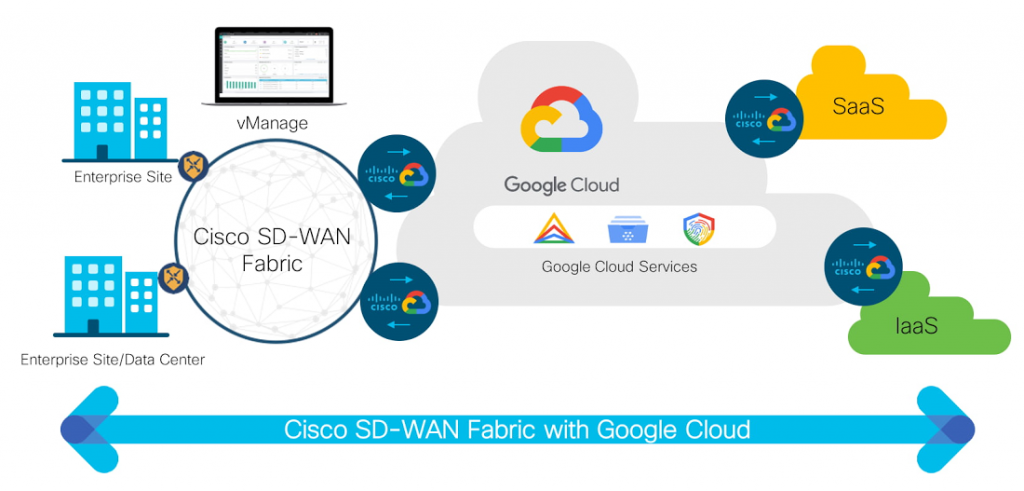 vManage
Enterprise Site
Cisco SD-WAN
Fabric
CISCO
CISCO
Enterprise Site/Data Center
Google Cloud
Google Cloud Services
CISCO
SaaS
CISCO
IaaS
Cisco SD-WAN Fabric with Google Cloud